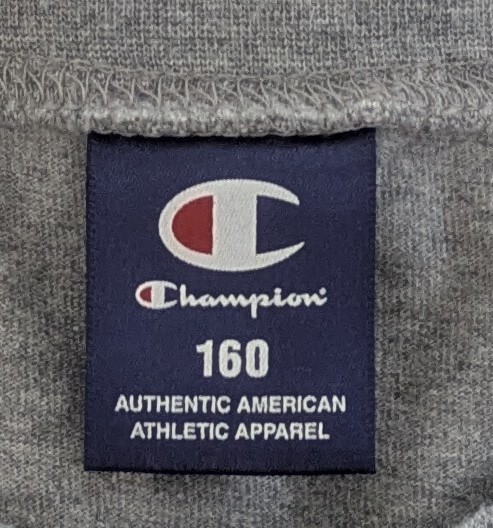 Champion
160
AUTHENTIC AMERICAN
ATHLETIC APPAREL